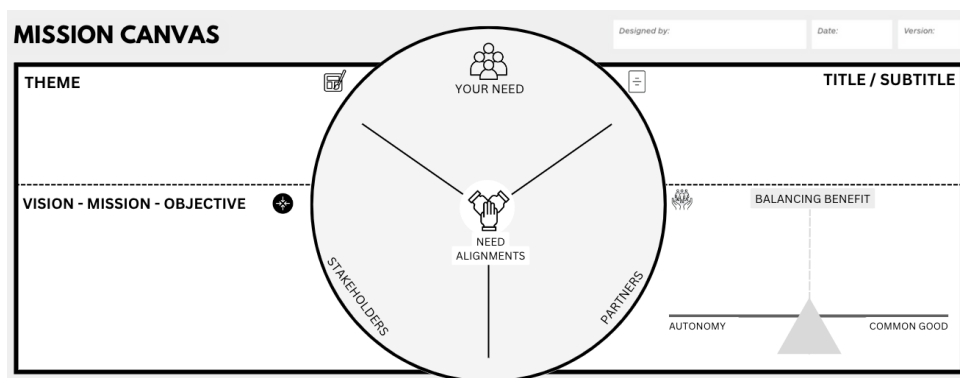 MISSION CANVAS
Designed by:
Date:
Version:
THEME
YOUR NEED
TITLE / SUBTITLE
VISION - MISSION - OBJECTIVE
BALANCING BENEFIT
NEED
ALIGNMENTS
STAKEHOLDERS
PARTNERS
AUTONOMY
COMMON GOOD